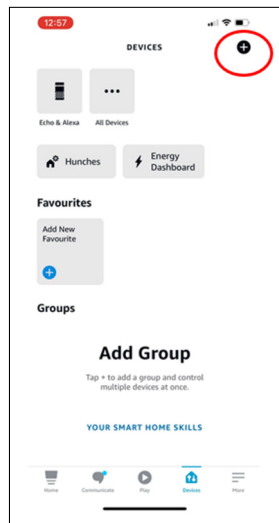 12:57
DEVICES
Echo & Alexa
All Devices
Hunches
Energy
Dashboard
Favourites
Add New
Favourite
Groups
Add Group
Tap + to add a group and control
multiple devices at once.
YOUR SMART HOME SKILLS
Home
Communicate
Play
Devices
More